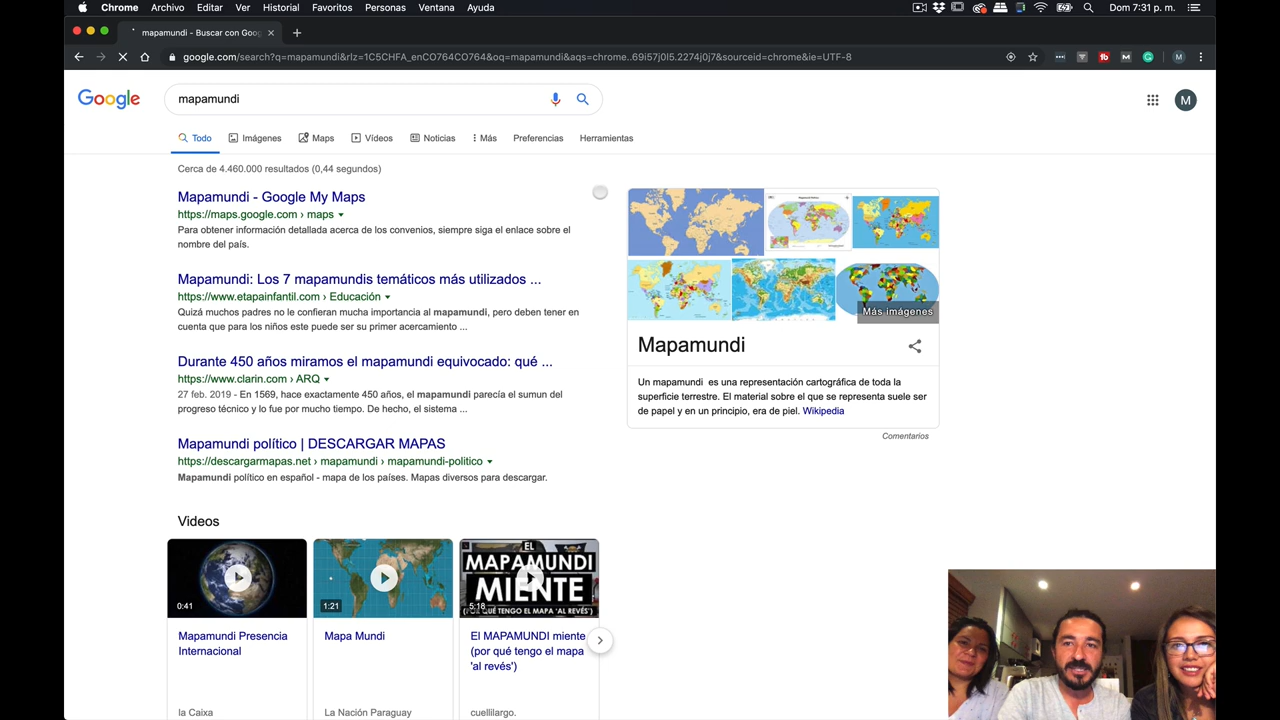 Chrome Archivo Editar Ver Historial Favoritos Personas Ventana Ayuda
Dom 7:31 p. m.
mapamundi - Buscar con Goog
google.com/search?q=mapamundi&rlz=1C5CHFA_enCO764CO764&oq=mapamundi&aqs=chrome..69i57j0l5.2274j0j7&sourceid=chrome&ie=UTF-8
M
Google
mapamundi
M
Todo Imágenes Maps Vídeos Noticias Más Preferencias Herramientas
Cerca de 4.460.000 resultados (0,44 segundos)
Mapamundi - Google My Maps
https://maps.google.com › maps
Para obtener información detallada acerca de los convenios, siempre siga el enlace sobre el
nombre del país.
Mapamundi: Los 7 mapamundis temáticos más utilizados ...
https://www.etapainfantil.com › Educación
Quizá muchos padres no le confieran mucha importancia al mapamundi, pero deben tener en
cuenta que para los niños este puede ser su primer acercamiento ...
Durante 450 años miramos el mapamundi equivocado: qué ...
https://www.clarin.com › ARQ
27 feb. 2019 - En 1569, hace exactamente 450 años, el mapamundi parecía el sumun del
progreso técnico y lo fue por mucho tiempo. De hecho, el sistema ...
Mapamundi político | DESCARGAR MAPAS
https://descargarmapas.net › mapamundi › mapamundi-politico
Mapamundi político en español - mapa de los países. Mapas diversos para descargar.
Videos
0:41
Mapamundi Presencia
Internacional
la Caixa
1:21
Mapa Mundi
La Nación Paraguay
EL
MAPAMUNDI
MIENTE
(POR QUÉ TENGO EL MAPA 'AL REVÉS')
5:18
El MAPAMUNDI miente
(por qué tengo el mapa
'al revés')
cuellilargo.
Más imágenes
Mapamundi
Un mapamundi es una representación cartográfica de toda la
superficie terrestre. El material sobre el que se representa suele ser
de papel y en un principio, era de piel. Wikipedia
Comentarios